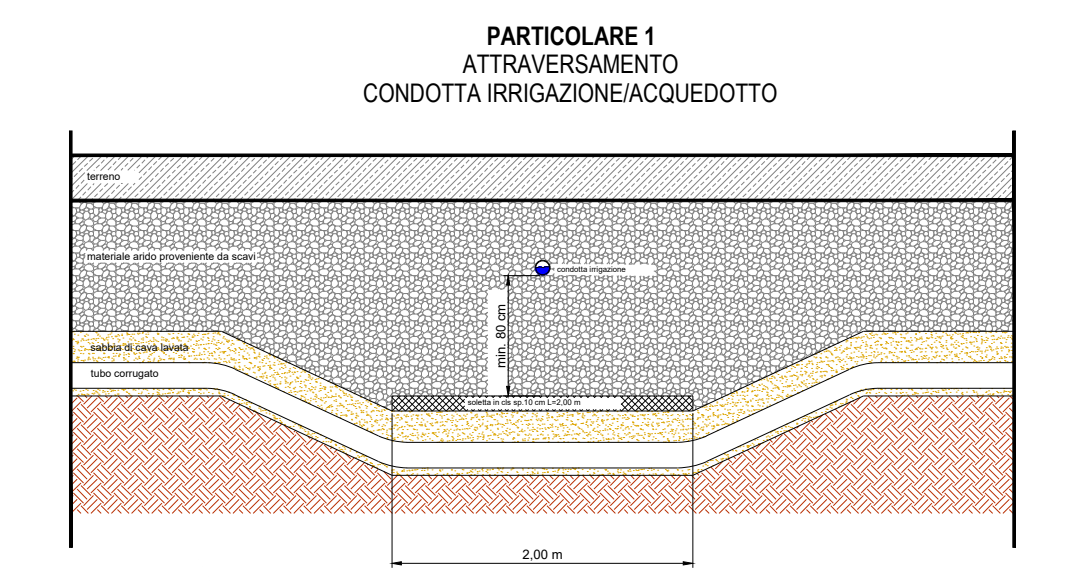 PARTICOLARE 1
ATTRAVERSAMENTO
CONDOTTA IRRIGAZIONE/ACQUEDOTTO
terreno
materiale arido proveniente da scavi
condotta irrigazione
min. 80 cm
sabbia di cava lavata
tubo corrugato
soletta in cls sp.10 cm L=2,00 m
2,00 m